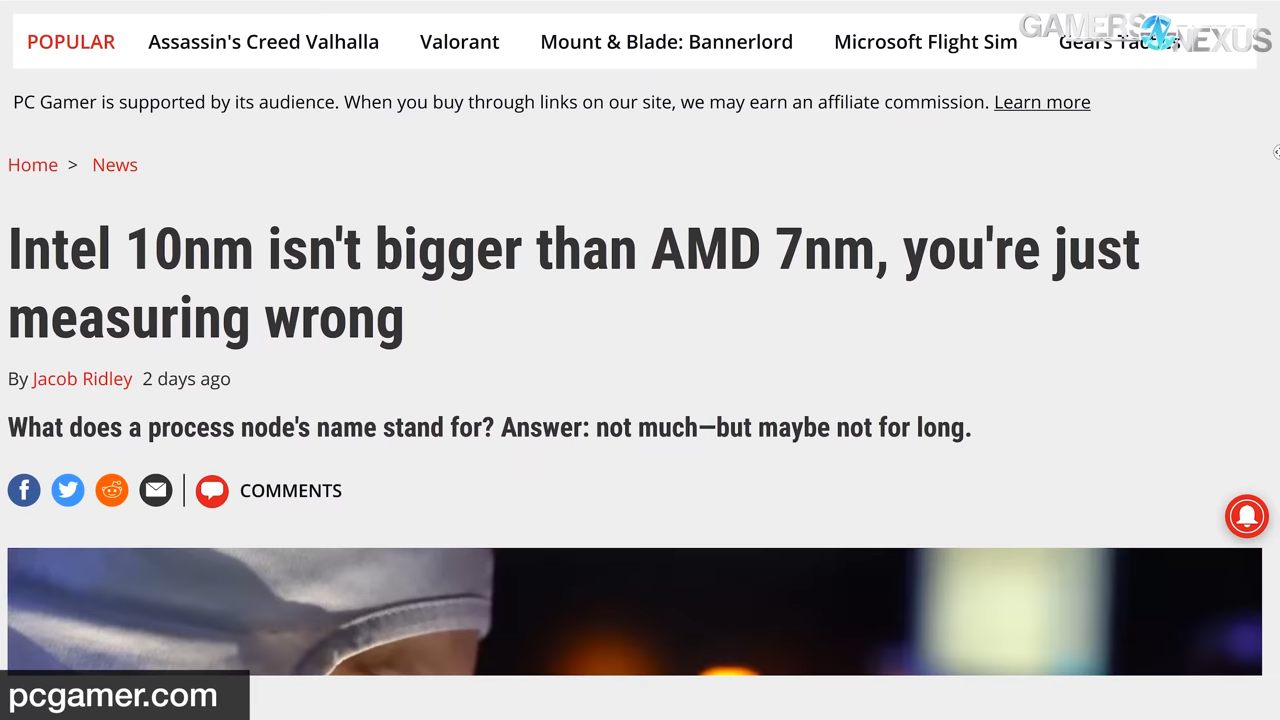 GAMERS NEXUS
POPULAR Assassin's Creed Valhalla Valorant Mount & Blade: Bannerlord Microsoft Flight Sim Gears Tactics
PC Gamer is supported by its audience. When you buy through links on our site, we may earn an affiliate commission. Learn more
Home > News
Intel 10nm isn't bigger than AMD 7nm, you're just
measuring wrong
By Jacob Ridley 2 days ago
What does a process node's name stand for? Answer: not much—but maybe not for long.
COMMENTS
pcgamer.com